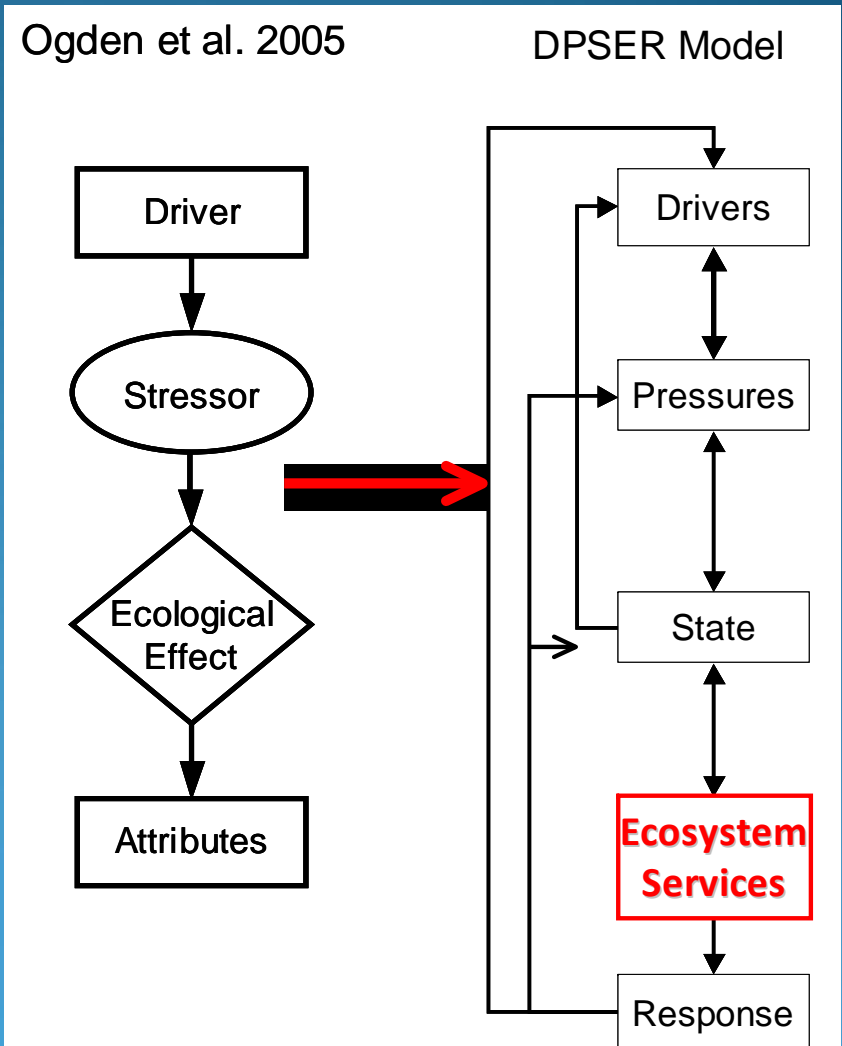 Ogden et al. 2005
DPSER Model
Driver
Stressor
Ecological
Effect
Attributes
Drivers
Pressures
State
Ecosystem
Services
Response